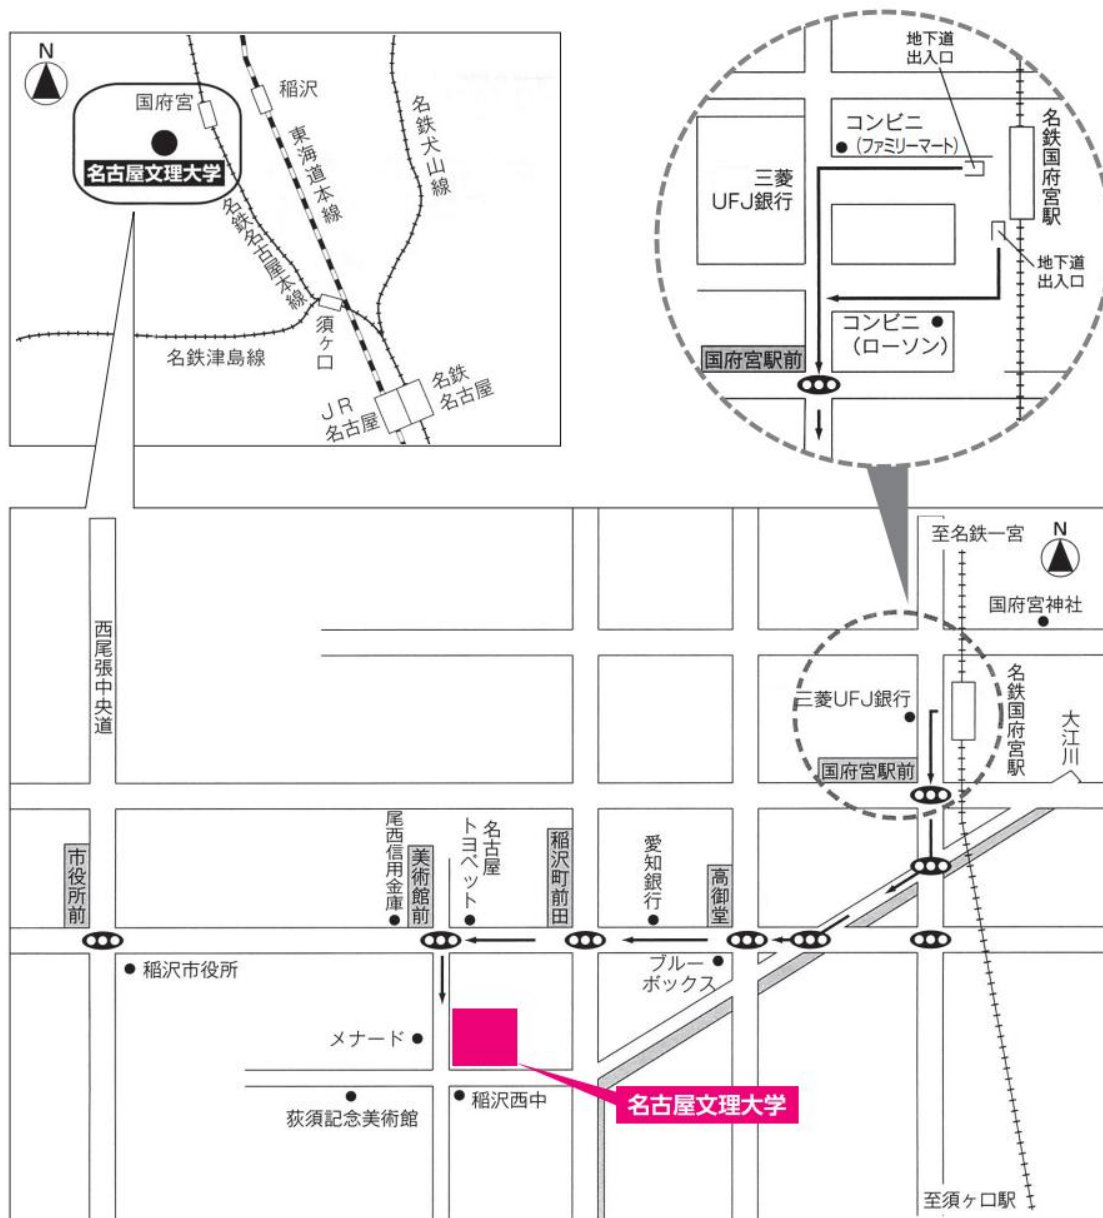 N
国府宮
名古屋文理大学
稲沢
東海道本線
名鉄犬山線
名鉄名古屋本線
須ヶ口
名鉄津島線
JR
名古屋
名鉄
名古屋
地下道
出入口
コンビニ
(ファミリーマート)
名鉄国府宮駅
三菱
UFJ銀行
地下道
出入口
コンビニ
(ローソン)
国府宮駅前
至名鉄一宮
N
国府宮神社
西尾張中央道
三菱UFJ銀行
名鉄国府宮駅
大江川
国府宮駅前
市役所前
尾西信用金庫
美術館前
名古屋
トヨペット
稲沢町前田
愛知銀行
高御堂
稲沢市役所
ブルー
ボックス
メナード
名古屋文理大学
荻須記念美術館
稲沢西中
至須ヶ口駅